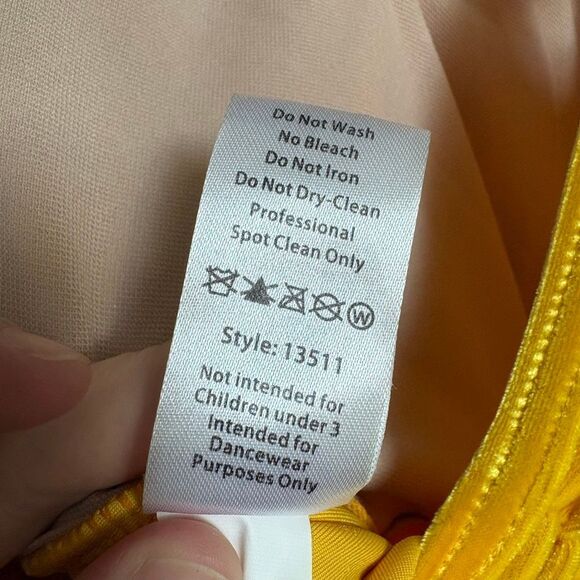 Do Not Wash
No Bleach
Do Not Iron
Do Not Dry-Clean
Professional
Spot Clean Only
W
Style: 13511
Not intended for
Children under 3
Intended for
Dancewear
Purposes Only